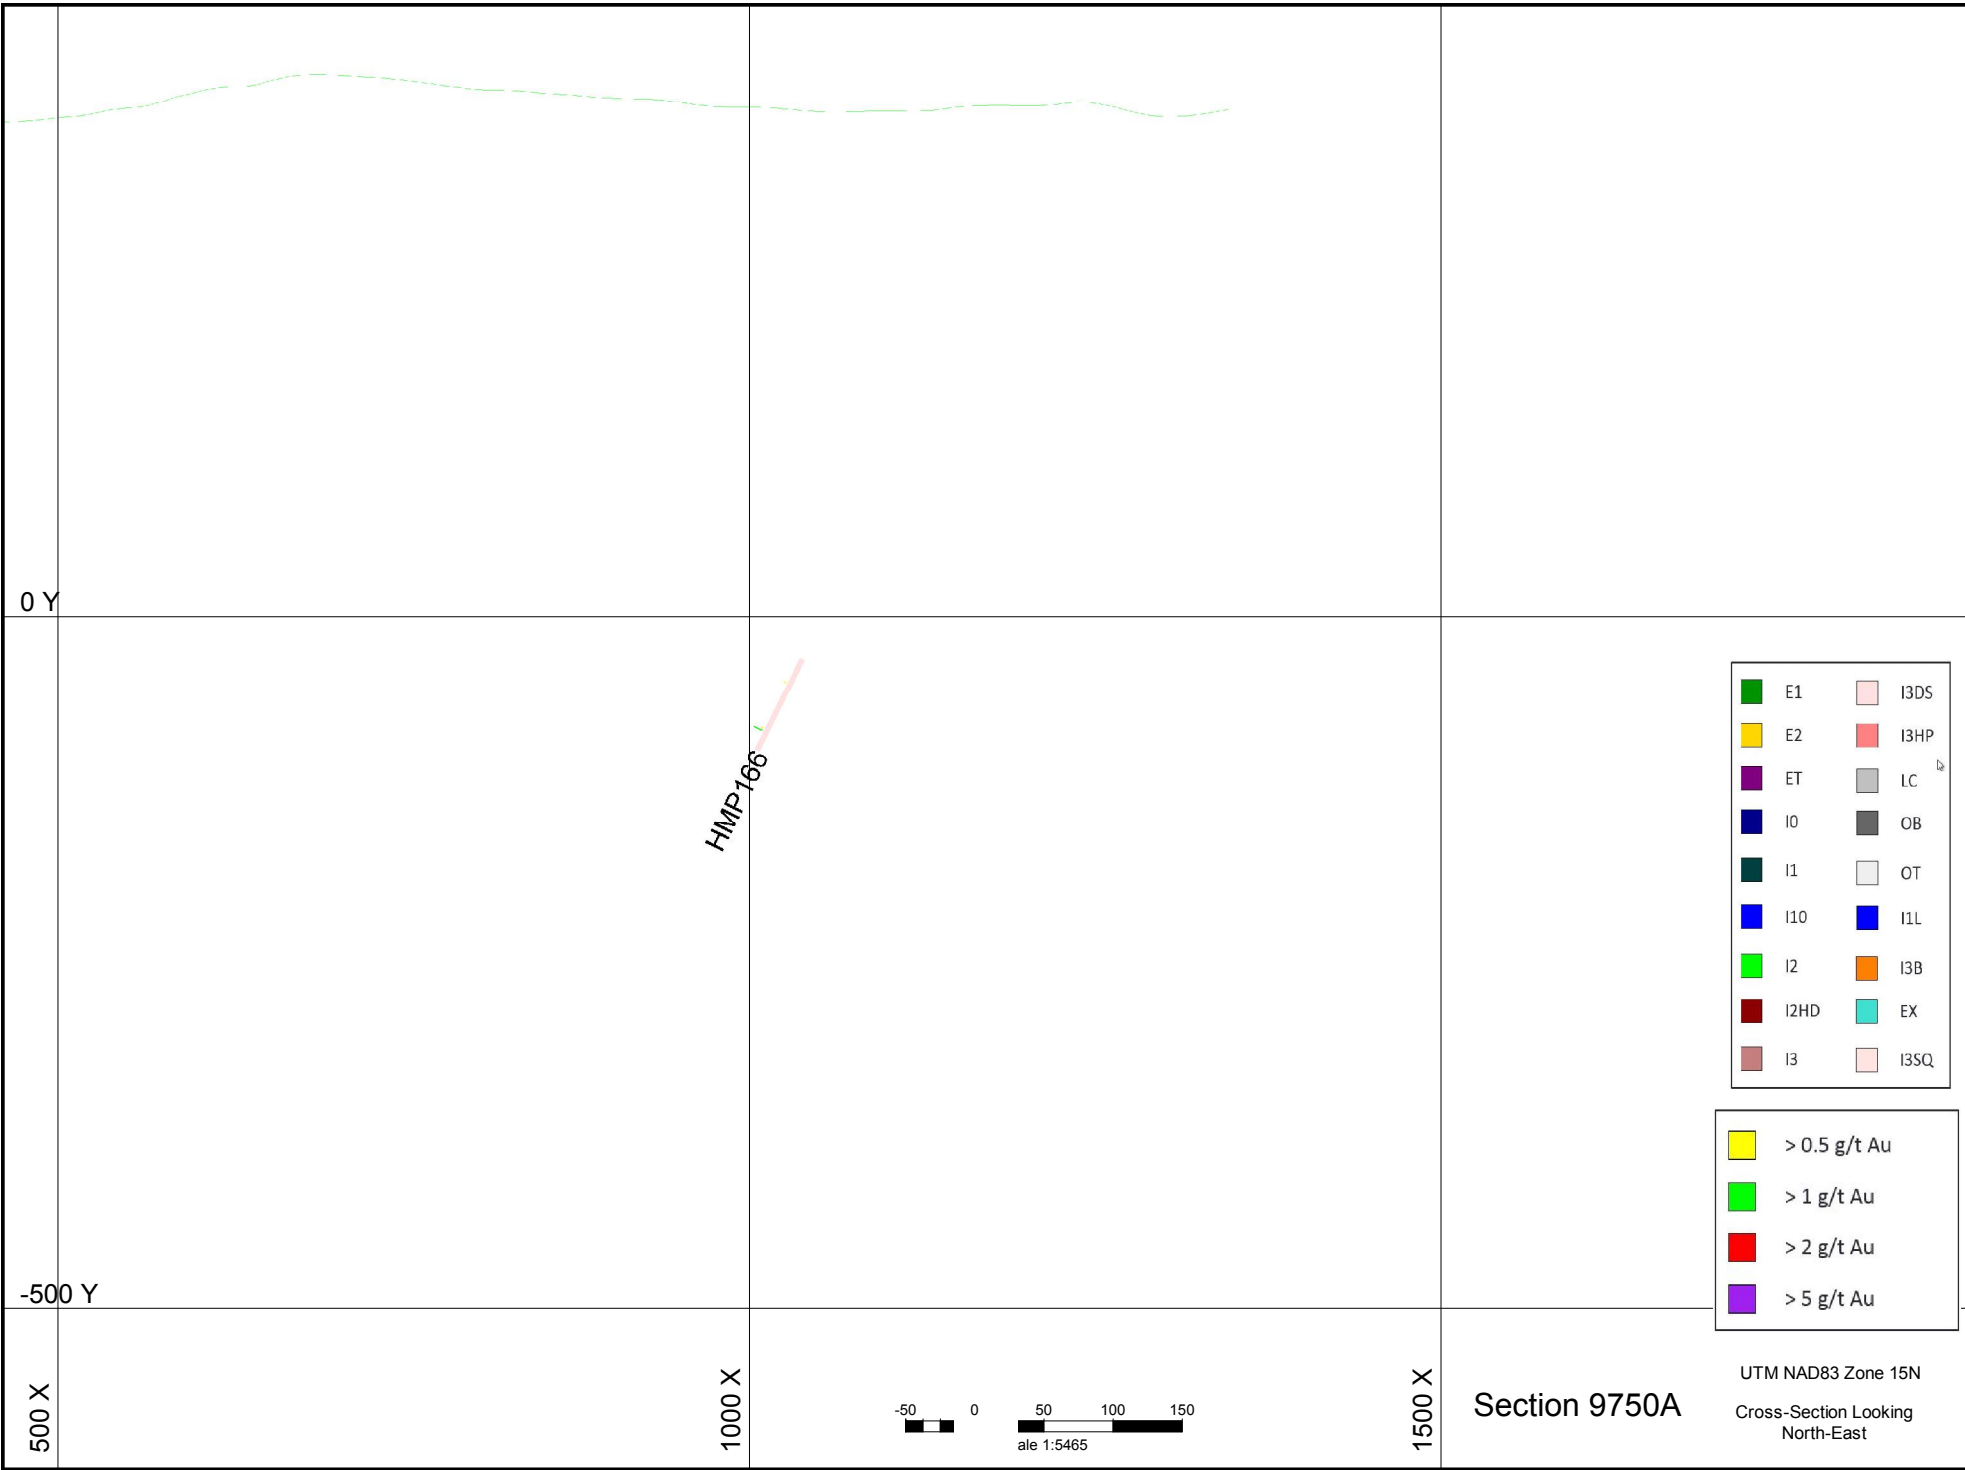 0 Y
HMP166
E1 I3DS
E2 I3HP
ET LC
I0 OB
I1 OT
I10 I1L
I2 I3B
I2HD EX
I3 I3SQ
> 0.5 g/t Au
> 1 g/t Au
> 2 g/t Au
> 5 g/t Au
-500 Y
500 X
1000 X
1500 X
-50 0 50 100 150
ale 1:5465
Section 9750A
UTM NAD83 Zone 15N
Cross-Section Looking
North-East